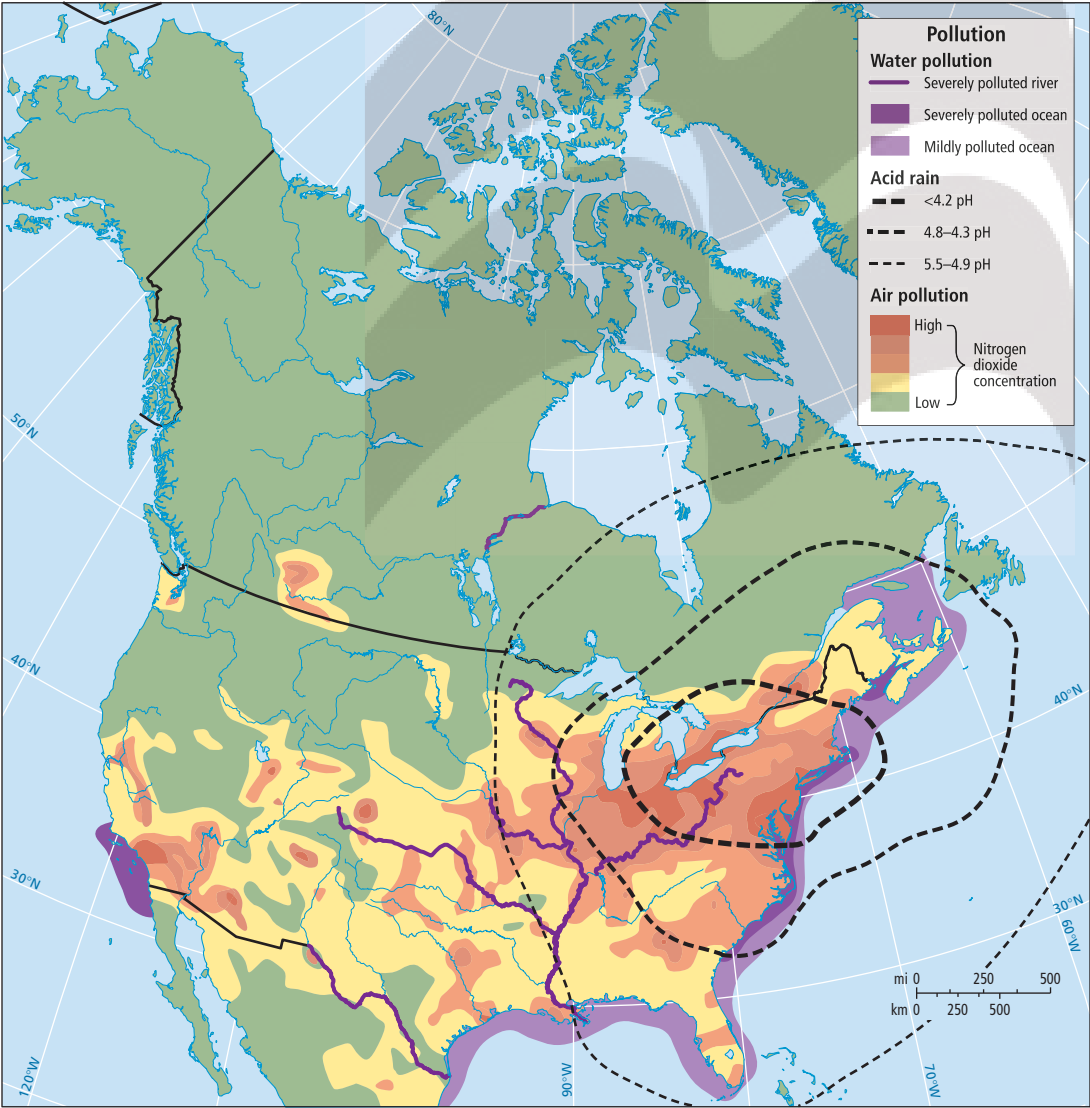 80°N
Pollution
Water pollution
Severely polluted river
Severely polluted ocean
Mildly polluted ocean
Acid rain
<4.2 pH
4.8–4.3 pH
5.5–4.9 pH
Air pollution
High
Nitrogen
dioxide
concentration
Low
50°N
40°N
40°N
30°N
30°N
60°W
mi 0 250 500
km 0 250 500
120°W
90°W
70°W